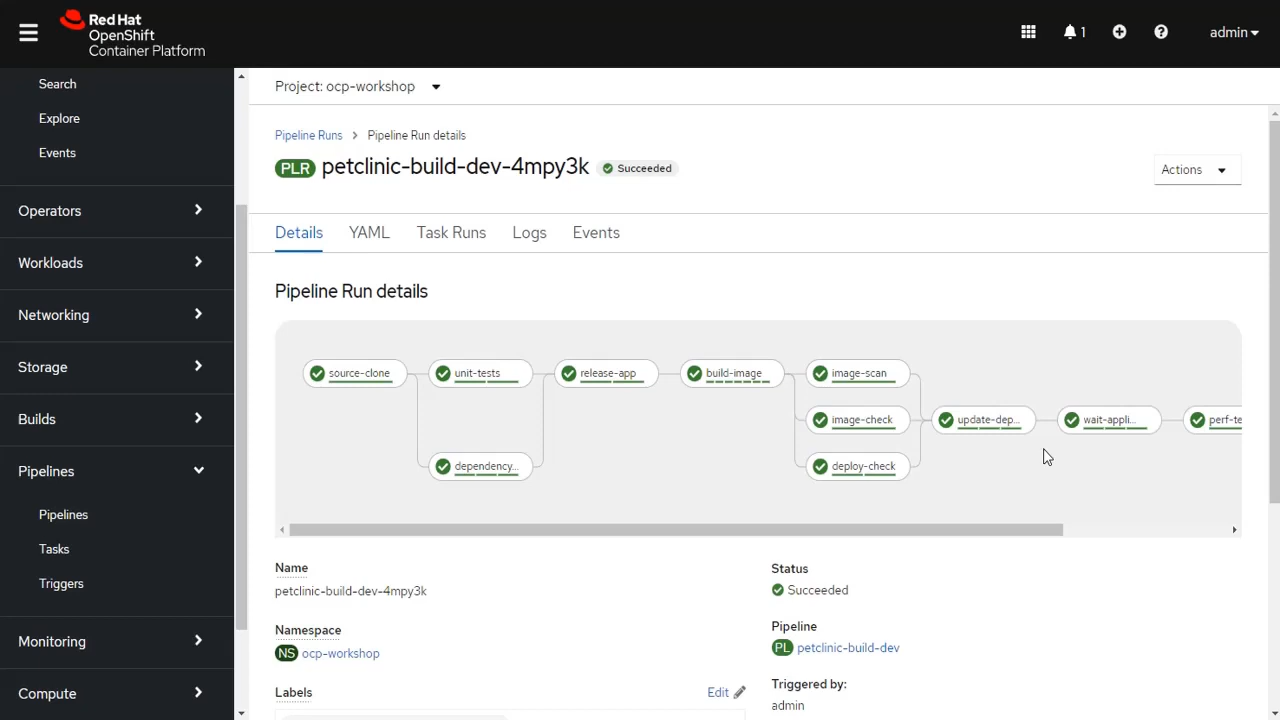 Red Hat
OpenShift
Container Platform
1
admin
Search
Explore
Events
Operators
Workloads
Networking
Storage
Builds
Pipelines
Pipelines
Tasks
Triggers
Monitoring
Compute
Project: ocp-workshop
Pipeline Runs > Pipeline Run details
PLR petclinic-build-dev-4mpy3k Succeeded
Actions
Details YAML Task Runs Logs Events
Pipeline Run details
source-clone unit-tests release-app build-image image-scan
image-check update-dep... wait-appli... perf-te
dependency... deploy-check
Name
petclinic-build-dev-4mpy3k
Namespace
NS ocp-workshop
Labels Edit
Status
Succeeded
Pipeline
PL petclinic-build-dev
Triggered by:
admin